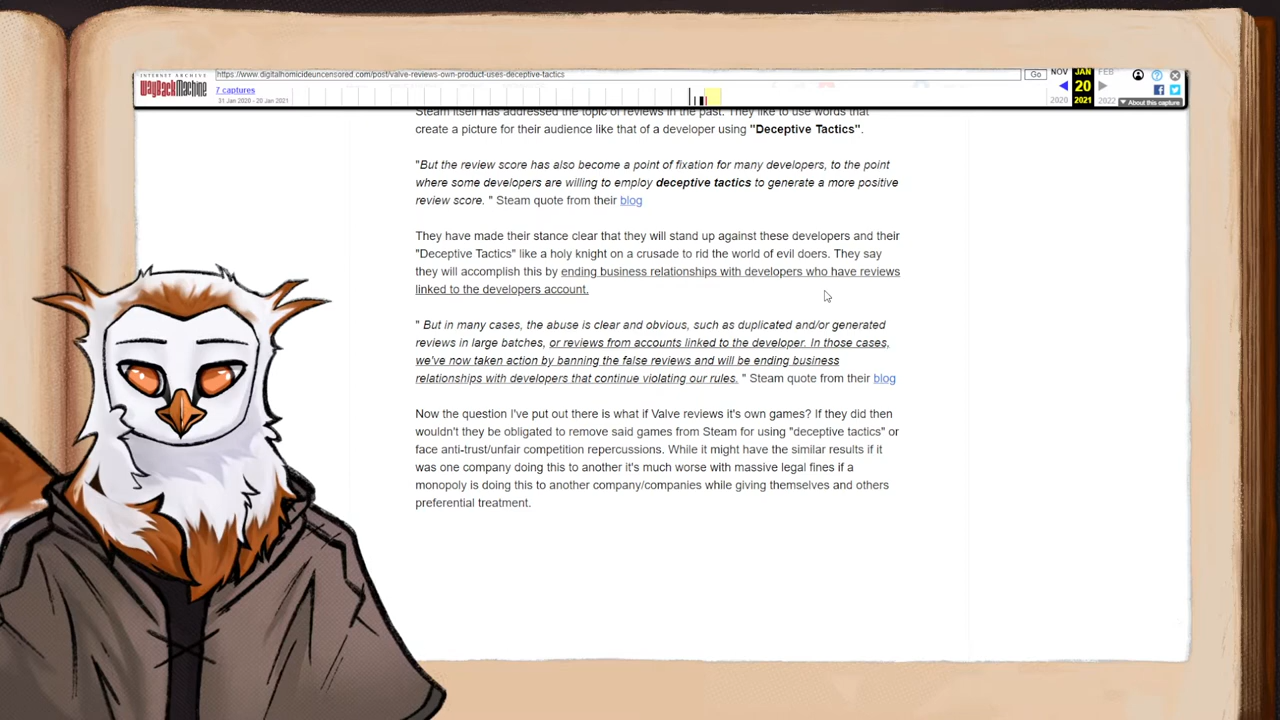 INTERNET ARCHIVE
WayBackMachine
https://www.digitalhomicideuncensored.com/post/valve-reviews-own-product-uses-deceptive-tactics
Go
NOV JAN FEB
7 captures
20
31 Jan 2020 - 20 Jan 2021
2020 2021 2022
About this capture
Steam itself has addressed the topic of reviews in the past. They like to use words that
create a picture for their audience like that of a developer using "Deceptive Tactics".
"But the review score has also become a point of fixation for many developers, to the point
where some developers are willing to employ deceptive tactics to generate a more positive
review score. " Steam quote from their blog
They have made their stance clear that they will stand up against these developers and their
"Deceptive Tactics" like a holy knight on a crusade to rid the world of evil doers. They say
they will accomplish this by ending business relationships with developers who have reviews
linked to the developers account.
" But in many cases, the abuse is clear and obvious, such as duplicated and/or generated
reviews in large batches, or reviews from accounts linked to the developer. In those cases,
we've now taken action by banning the false reviews and will be ending business
relationships with developers that continue violating our rules. " Steam quote from their blog
Now the question I've put out there is what if Valve reviews it's own games? If they did then
wouldn't they be obligated to remove said games from Steam for using "deceptive tactics" or
face anti-trust/unfair competition repercussions. While it might have the similar results if it
was one company doing this to another it's much worse with massive legal fines if a
monopoly is doing this to another company/companies while giving themselves and others
preferential treatment.